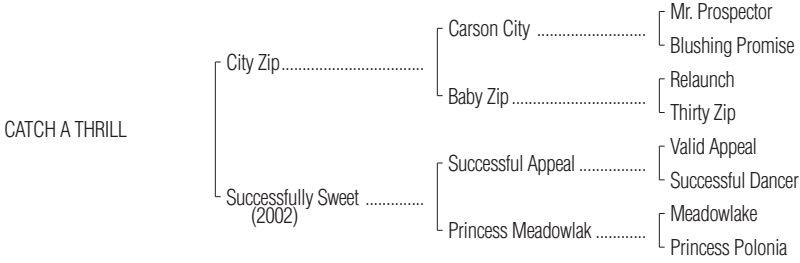 Mr. Prospector
Carson City ..........................
Blushing Promise
City Zip..................................
Relaunch
Baby Zip ................................
Thirty Zip
CATCH A THRILL
Valid Appeal
Successful Appeal ................
Successful Dancer
Successfully Sweet ..............
(2002)
Meadowlake
Princess Meadowlak ............
Princess Polonia